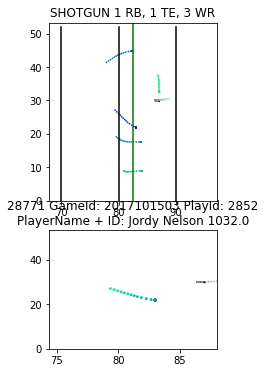 SHOTGUN 1 RB, 1 TE, 3 WR
50
40
30
20
10
0
70 80 90
28771 GameId: 2017101503 PlayId: 2852
PlayerName + ID: Jordy Nelson 1032.0
40
20
0
75 80 85